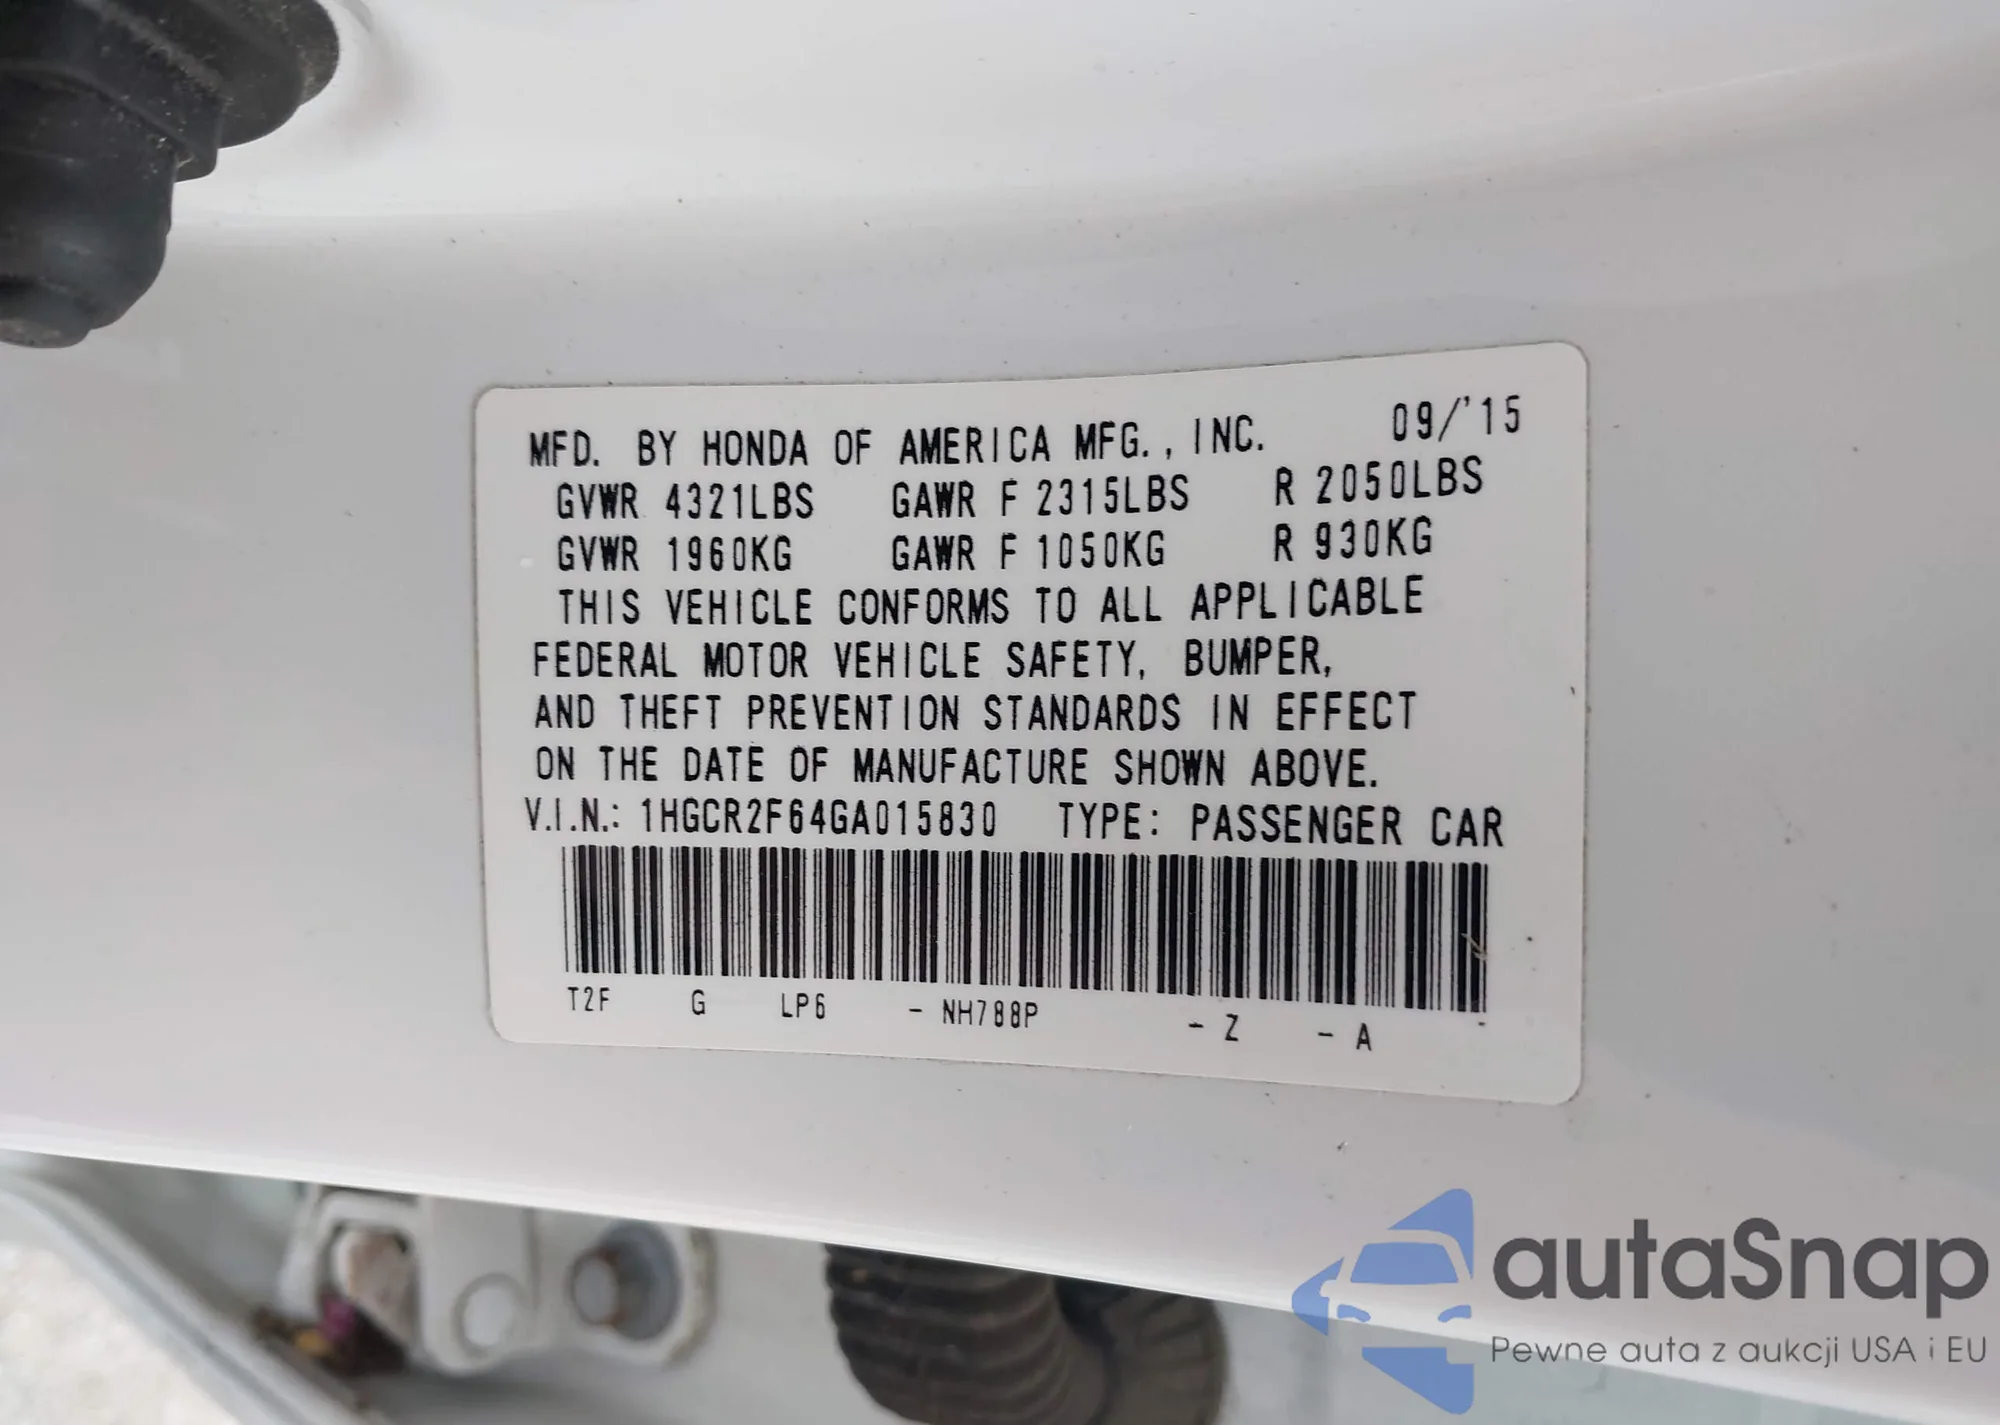 MFD. BY HONDA OF AMERICA MFG., INC. 09/'15
GVWR 4321LBS GAWR F 2315LBS R 2050LBS
GVWR 1960KG GAWR F 1050KG R 930KG
THIS VEHICLE CONFORMS TO ALL APPLICABLE
FEDERAL MOTOR VEHICLE SAFETY, BUMPER,
AND THEFT PREVENTION STANDARDS IN EFFECT
ON THE DATE OF MANUFACTURE SHOWN ABOVE.
V.I.N.: 1HGCR2F64GA015830 TYPE: PASSENGER CAR
T2F G LP6 - NH788P - Z - A -
autaSnap
Pewne auta z aukcji USA i EU